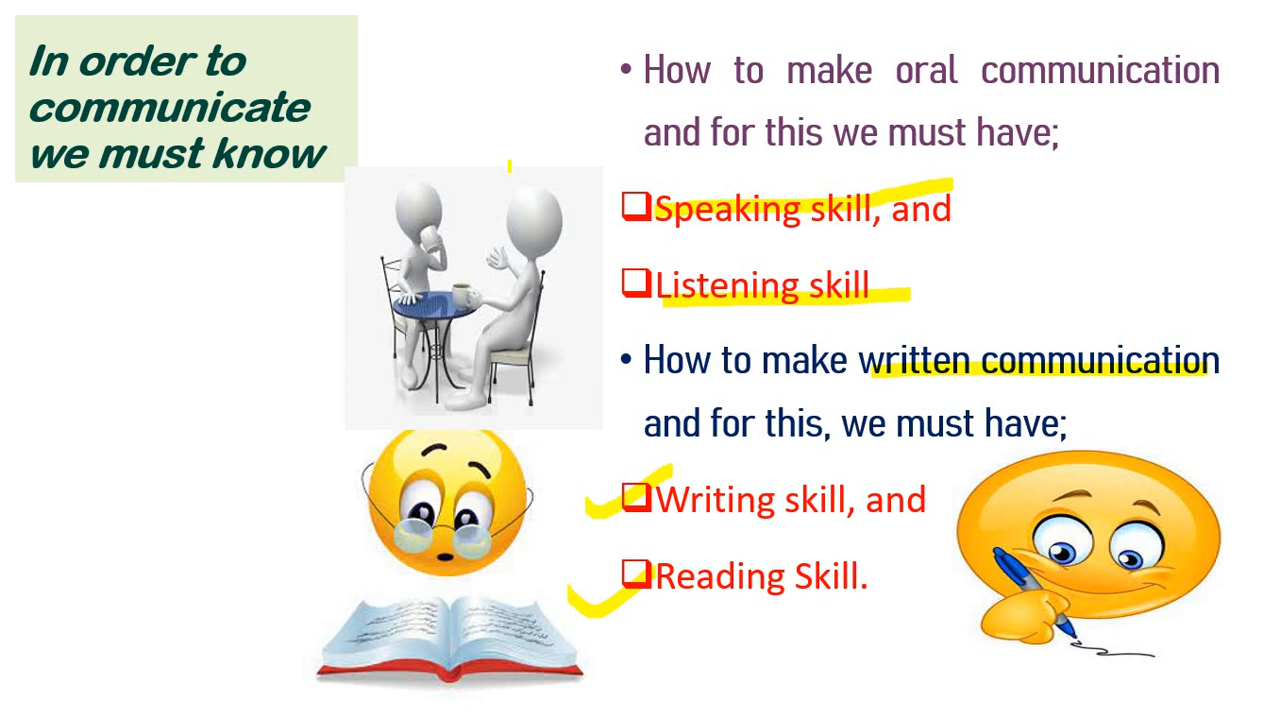 In order to
communicate
we must know
• How to make oral communication
and for this we must have;
❑Speaking skill, and
❑Listening skill
• How to make written communication
and for this, we must have;
❑Writing skill, and
❑Reading Skill.